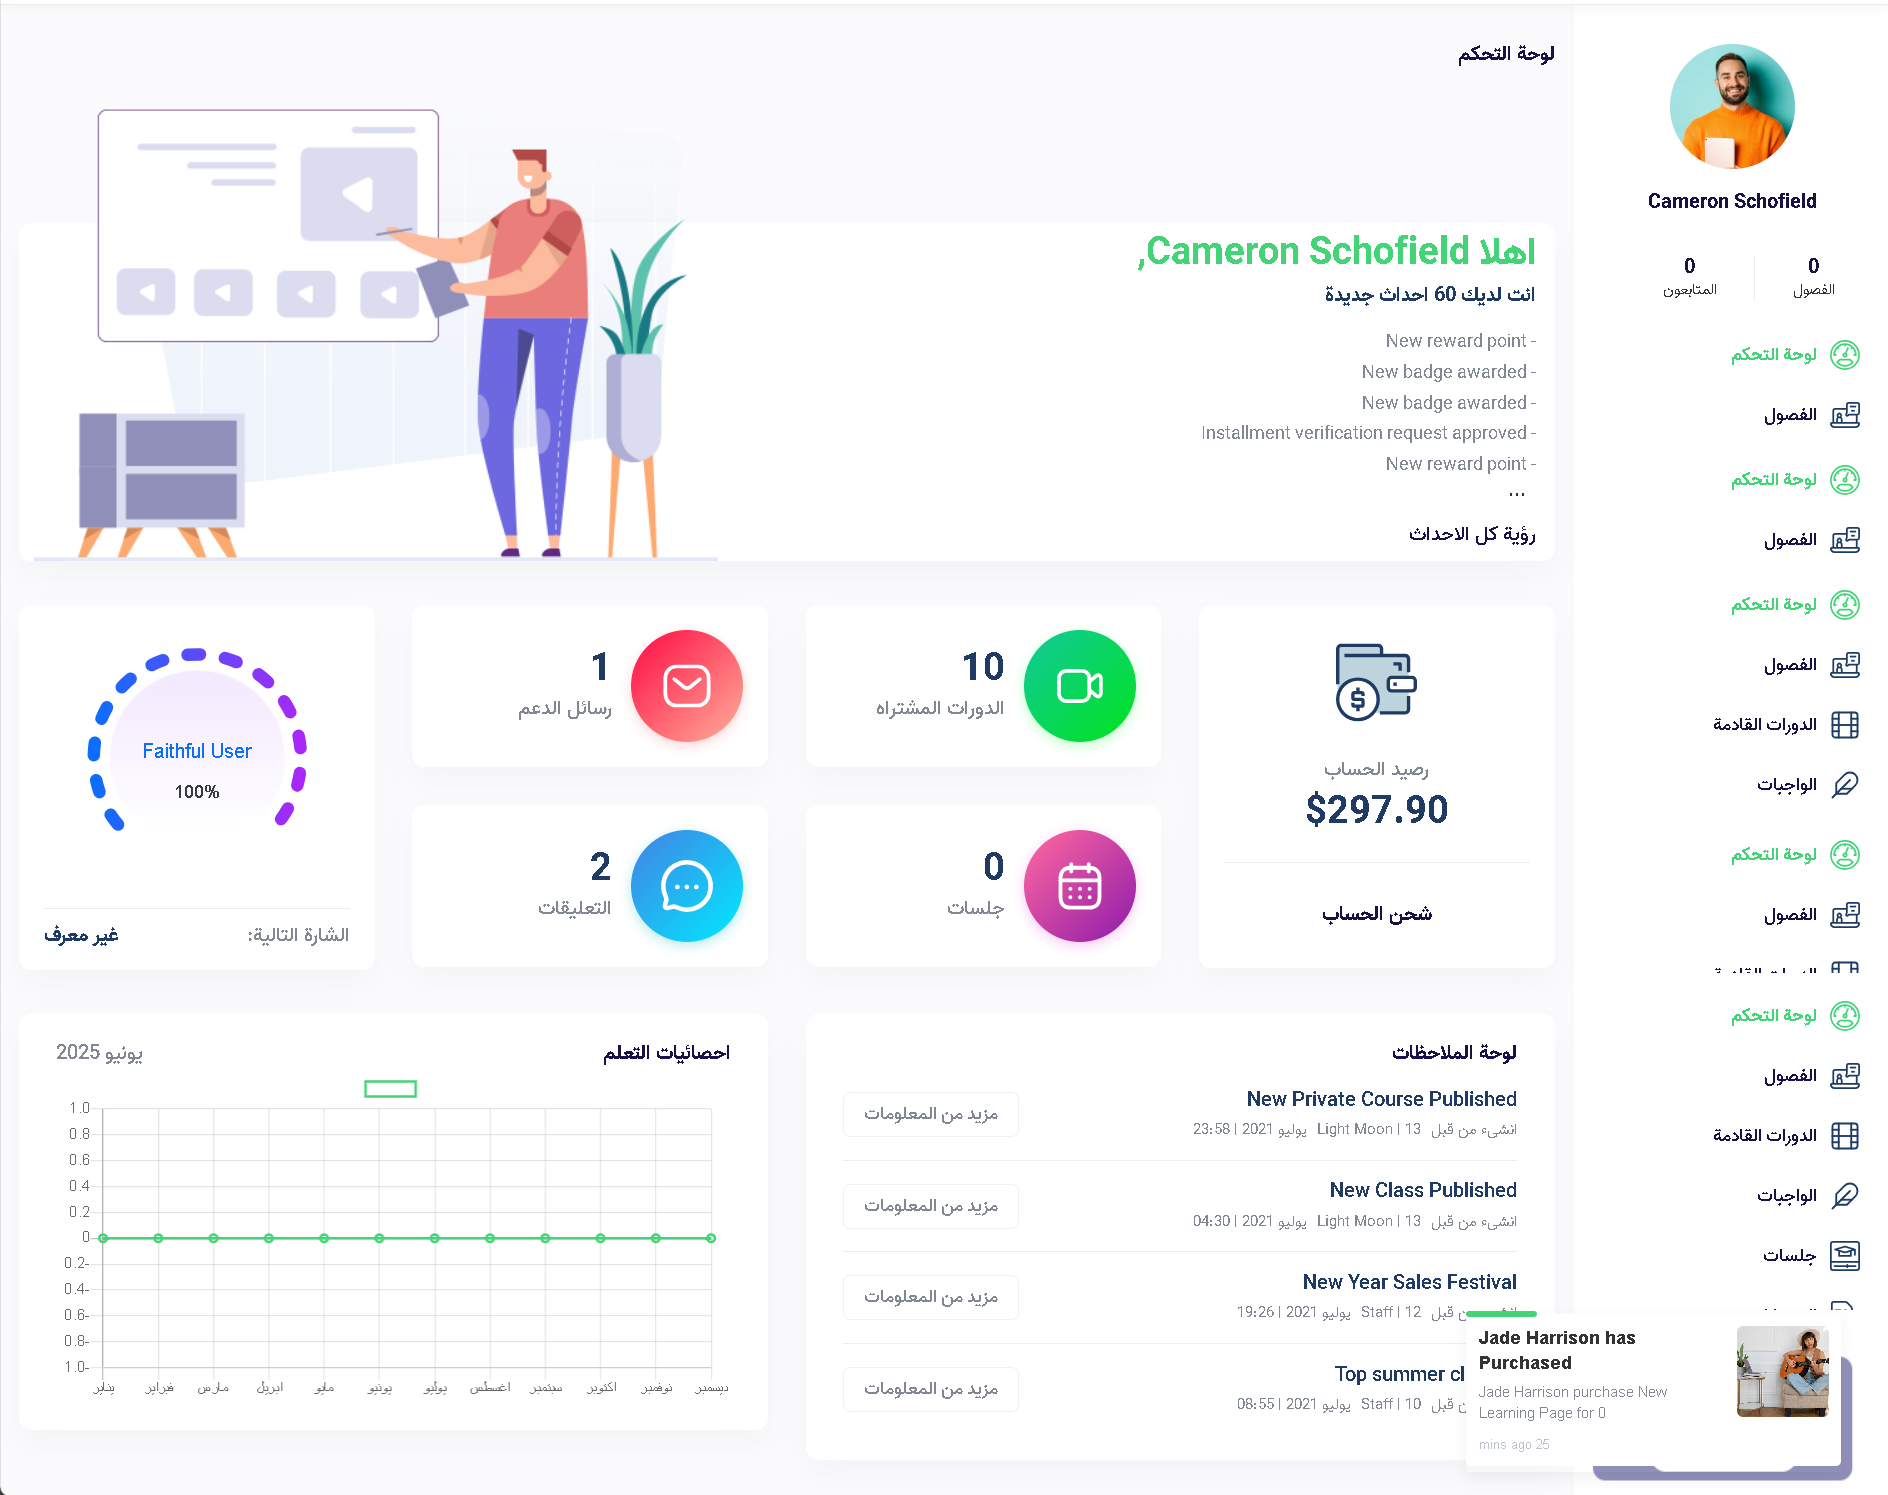 لوحة التحكم
Cameron Schofield
0
الفصول
0
المتابعون
لوحة التحكم
الفصول
لوحة التحكم
الفصول
لوحة التحكم
الفصول
الدورات القادمة
الواجبات
لوحة التحكم
الفصول
الدورات القادمة
لوحة التحكم
الفصول
الدورات القادمة
الواجبات
جلسات
اهلا Cameron Schofield,
انت لديك 60 احداث جديدة
- New reward point
- New badge awarded
- New badge awarded
- Installment verification request approved
- New reward point
...
رؤية كل الاحداث
رصيد الحساب
$297.90
شحن الحساب
10
الدورات المشتراه
1
رسائل الدعم
0
جلسات
2
التعليقات
Faithful User
100%
الشارة التالية:
غير معرف
لوحة الملاحظات
New Private Course Published
انشىء من قبل Light Moon | 13 يوليو 2021 | 23:58
مزيد من المعلومات
New Class Published
انشىء من قبل Light Moon | 13 يوليو 2021 | 04:30
مزيد من المعلومات
New Year Sales Festival
من قبل Staff | 12 يوليو 2021 | 19:26
مزيد من المعلومات
Top summer
قبل Staff | 10 يوليو 2021 | 08:55
مزيد من المعلومات
احصائيات التعلم
يونيو 2025
1.0
0.8
0.6
0.4
0.2
0
0.2-
0.4-
0.6-
0.8-
1.0-
يناير
فبراير
مارس
ابريل
مايو
يونيو
يوليو
اغسطس
سبتمبر
اكتوبر
نوفمبر
ديسمبر
Jade Harrison has
Purchased
Jade Harrison purchase New
Learning Page for 0
mins ago 25